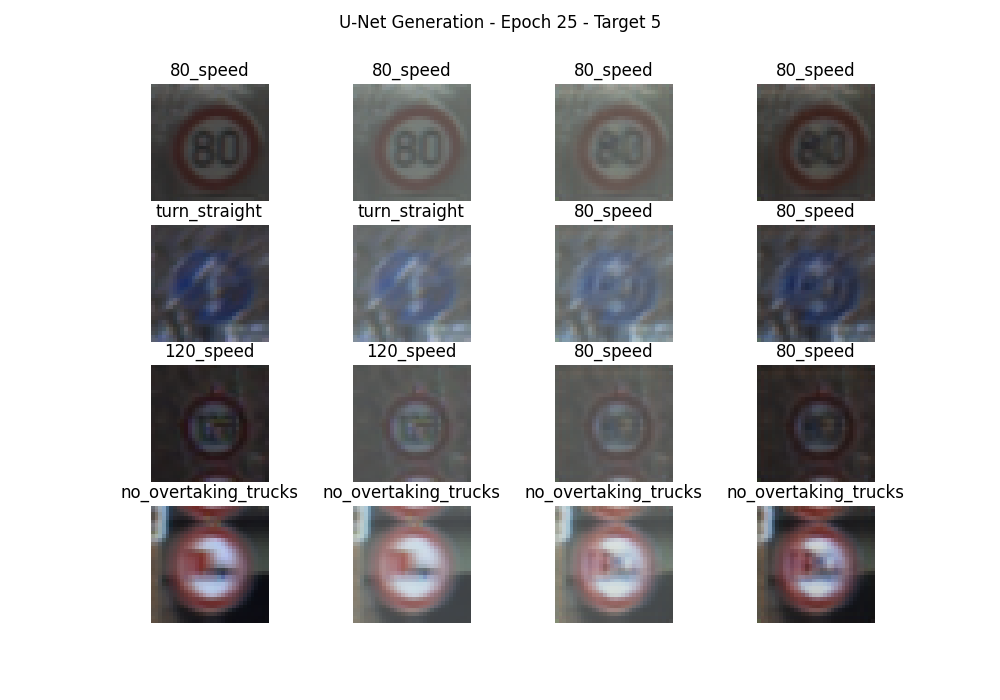 U-Net Generation - Epoch 25 - Target 5
80_speed 80_speed 80_speed 80_speed
80 80 80 80
turn_straight turn_straight 80_speed 80_speed
120_speed 120_speed 80_speed 80_speed
no_overtaking_trucks no_overtaking_trucks no_overtaking_trucks no_overtaking_trucks